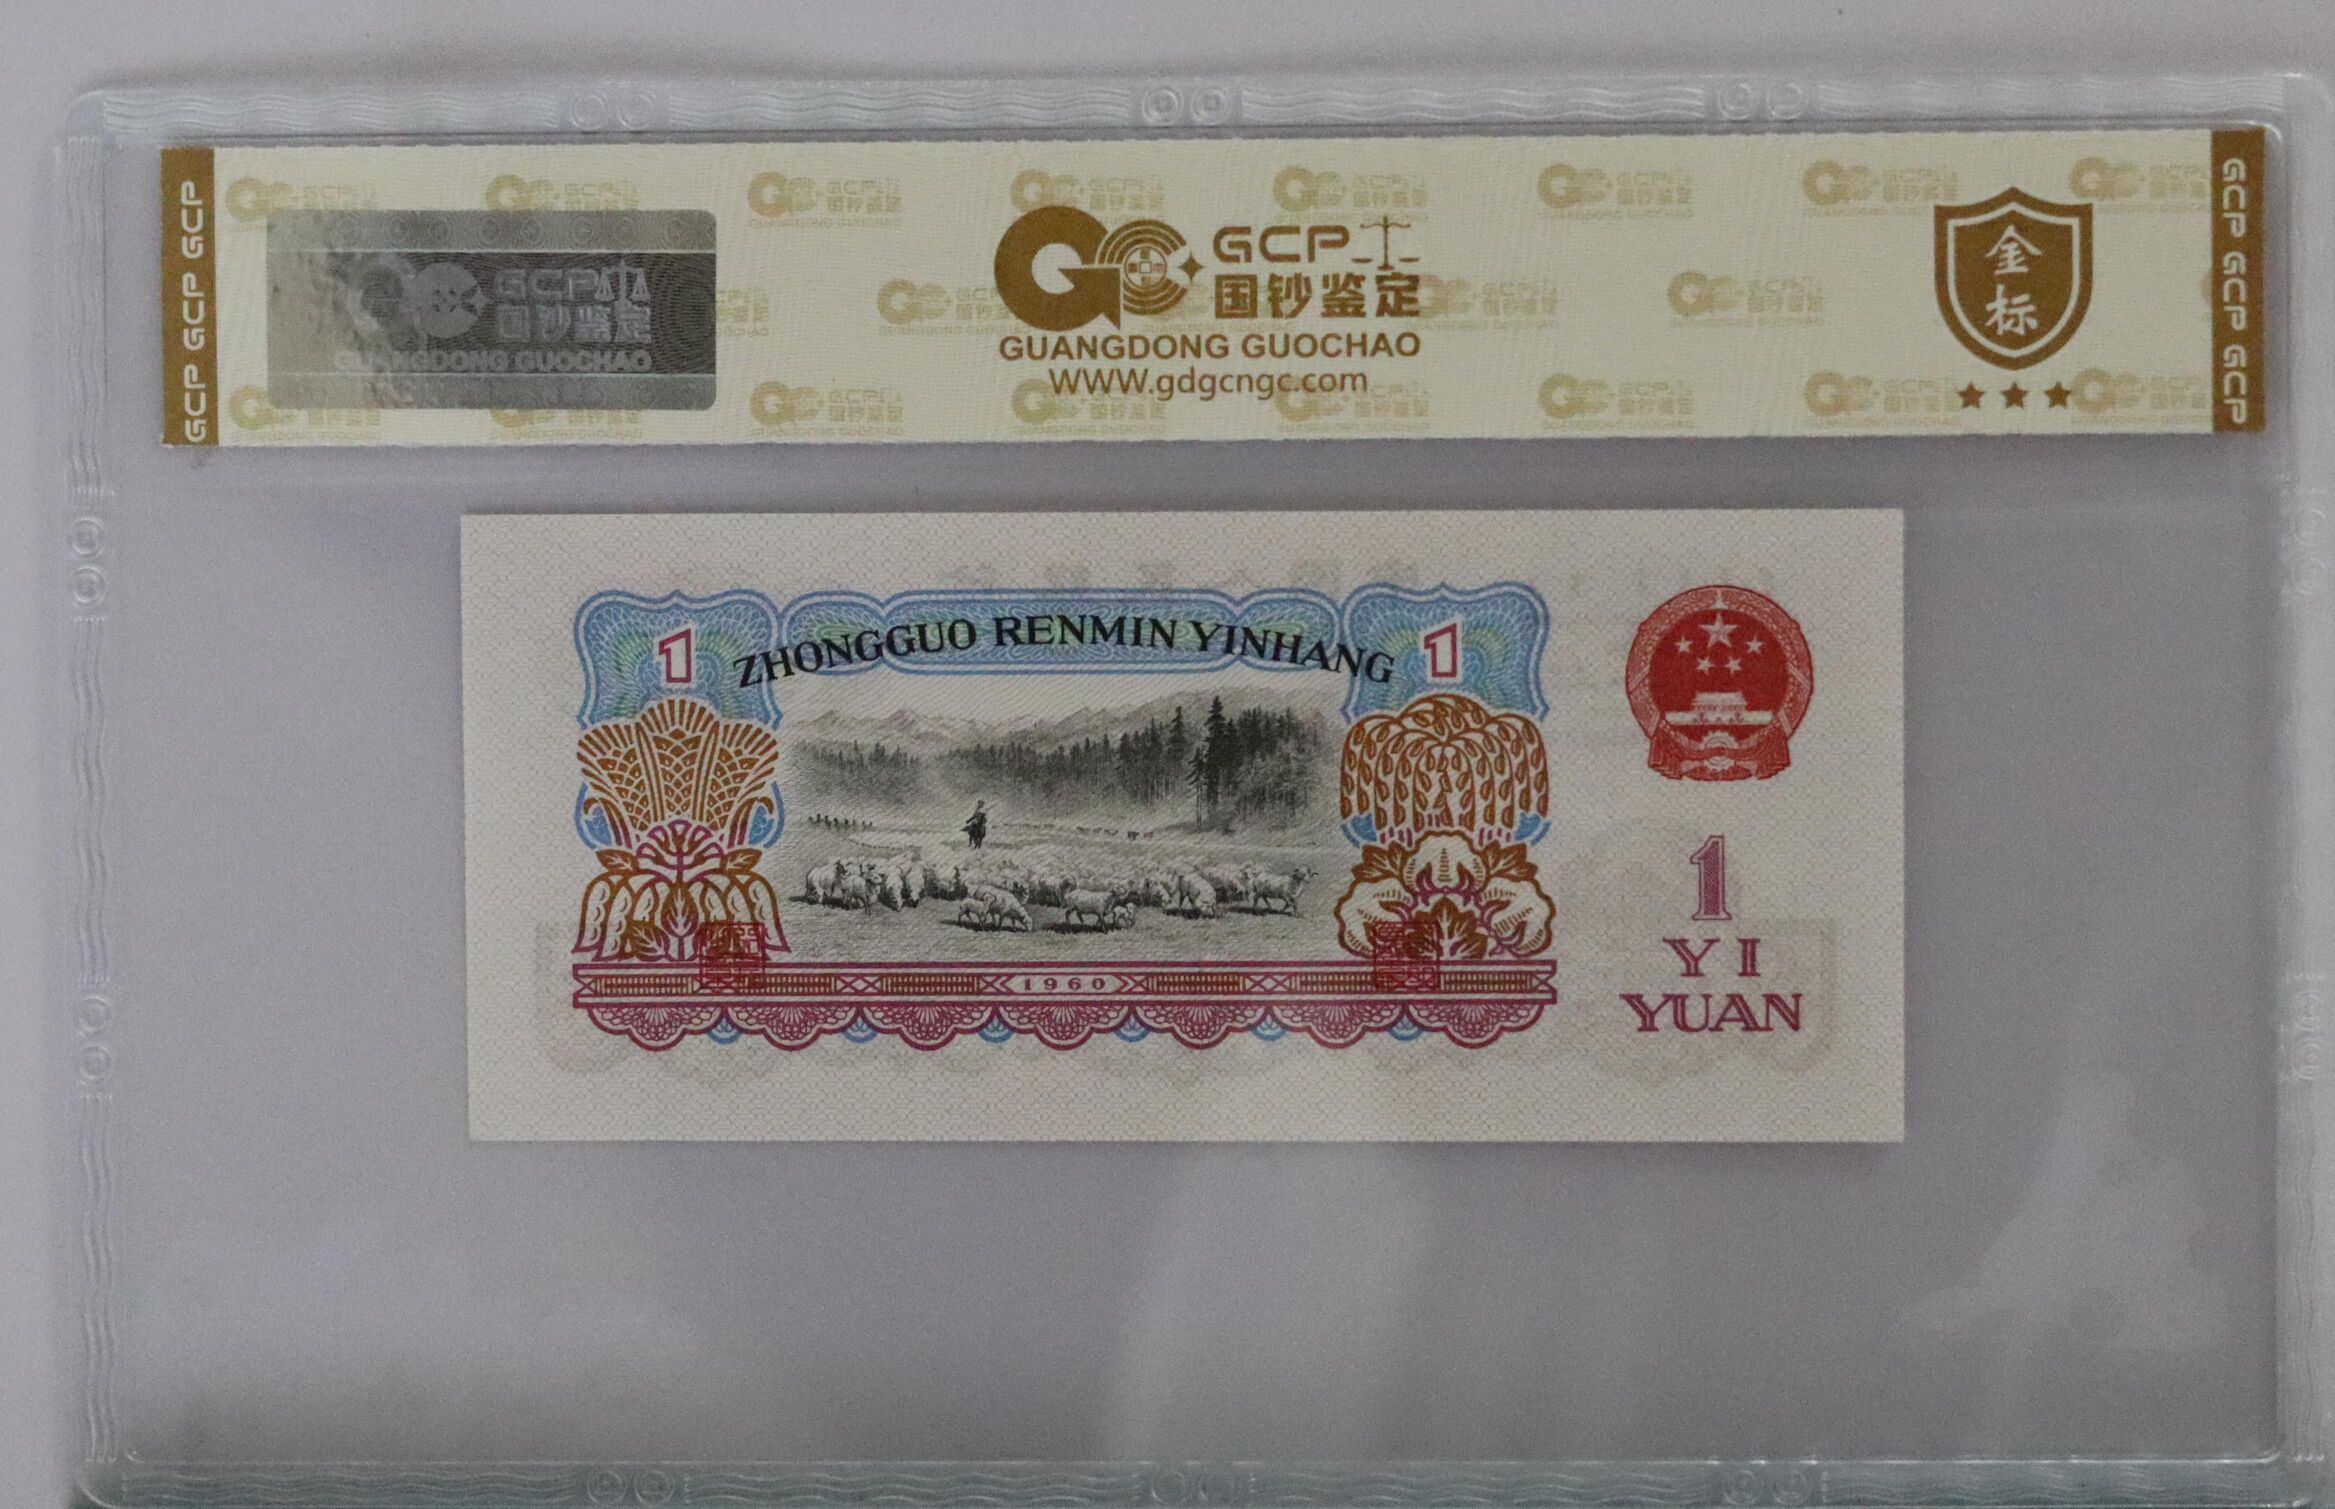 GCP GCP GCP
GCP
国钞鉴定
GUANGDONG GUOCHAO
GCP
国钞鉴定
GUANGDONG GUOCHAO
WWW.gdgcngc.com
金
标
GCP GCP GCP
ZHONGGUO RENMIN YINHANG
1
1
1960
1
YI
YUAN